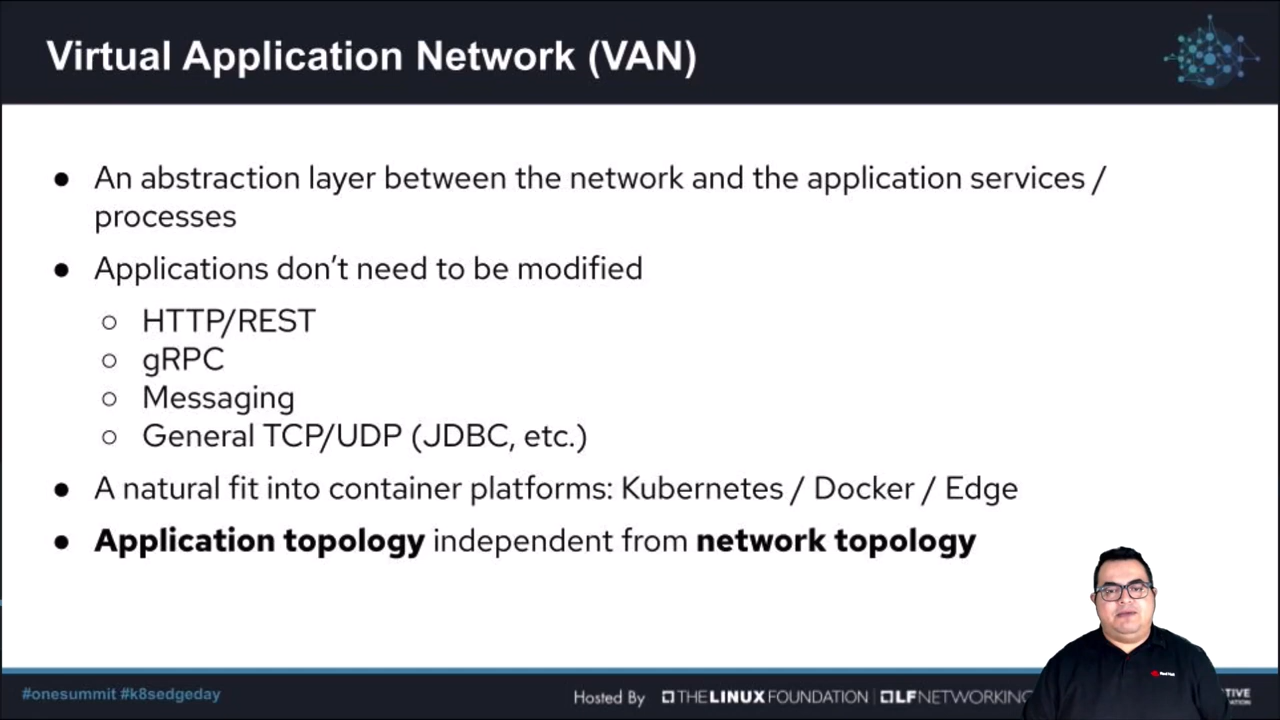 Virtual Application Network (VAN)
● An abstraction layer between the network and the application services /
processes
● Applications don't need to be modified
○ HTTP/REST
○ gRPC
○ Messaging
○ General TCP/UDP (JDBC, etc.)
● A natural fit into container platforms: Kubernetes / Docker / Edge
● Application topology independent from network topology
#onesummit #k8sedgeday
Hosted By THE LINUX FOUNDATION LF NETWORKING
Red Hat